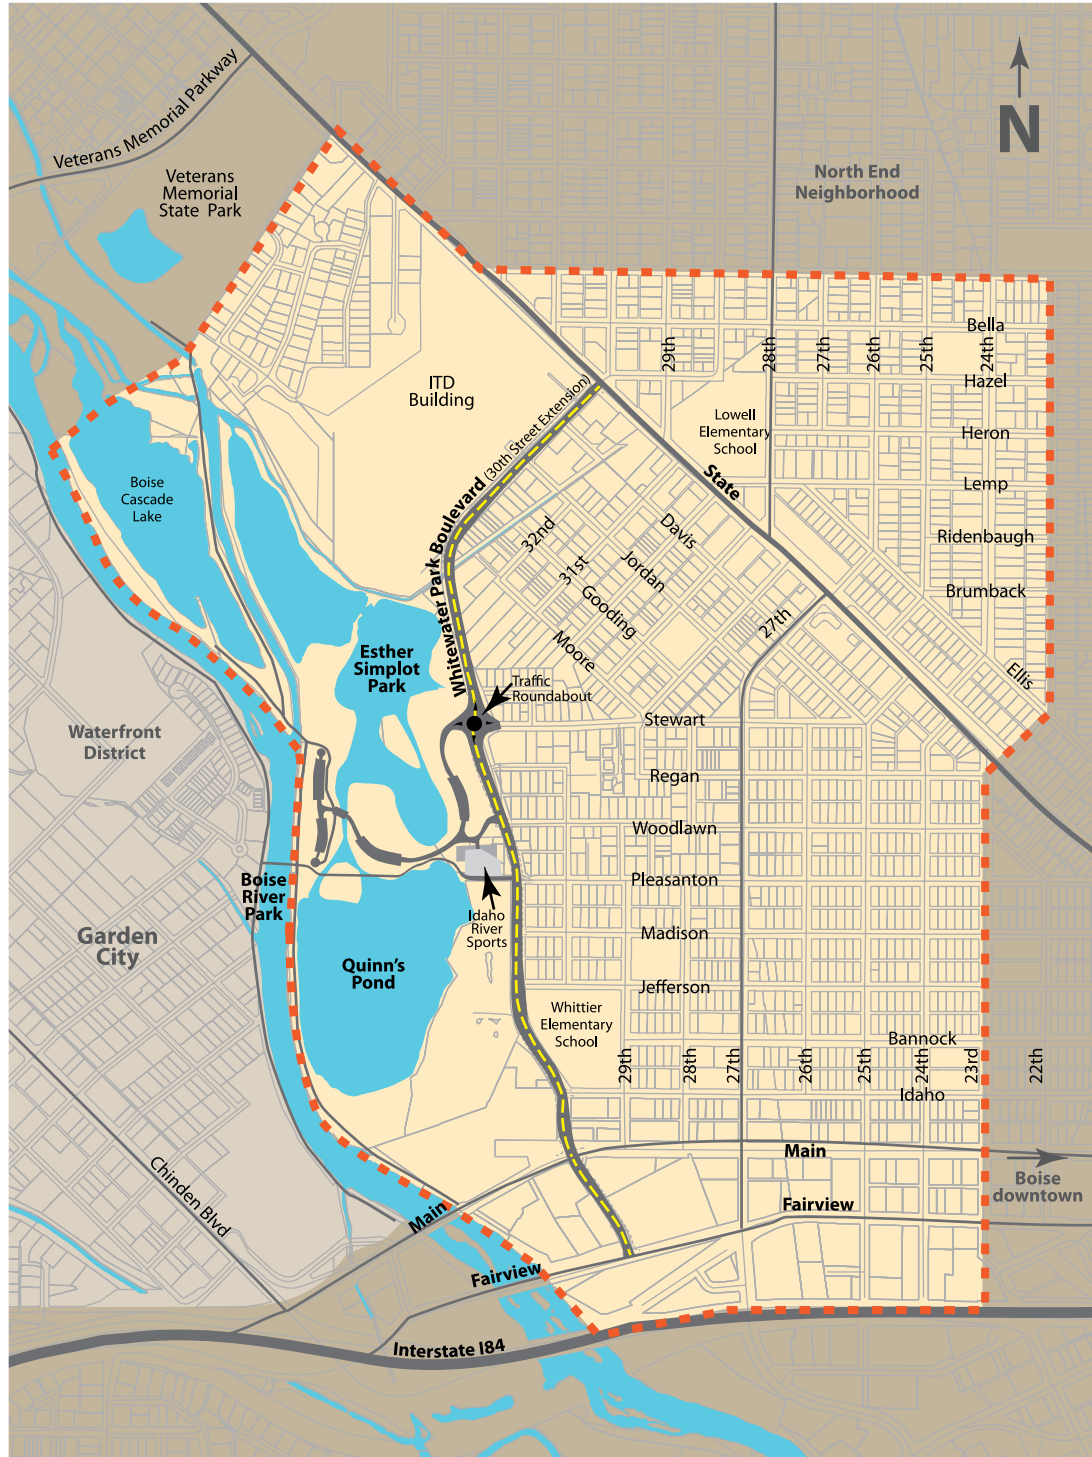 Veterans Memorial Parkway
Veterans
Memorial
State Park
N
North End
Neighborhood
Bella
29th
28th
27th
26th
25th
24th
Hazel
ITD
Building
Whitewater Park Boulevard (30th Street Extension)
Lowell
Elementary
School
Heron
State
Lemp
Boise
Cascade
Lake
32nd
Davis
Ridenbaugh
31st
Jordan
Gooding
Brumback
27th
Moore
Esther
Simplot
Park
Ellis
Traffic
Roundabout
Stewart
Waterfront
District
Regan
Woodlawn
Pleasanton
Boise
River
Park
Idaho
River
Sports
Garden
City
Madison
Quinn's
Pond
Jefferson
Whittier
Elementary
School
Bannock
29th
28th
27th
26th
25th
24th
23rd
22th
Idaho
Main
Boise
downtown
Chinden Blvd
Main
Fairview
Fairview
Interstate I84